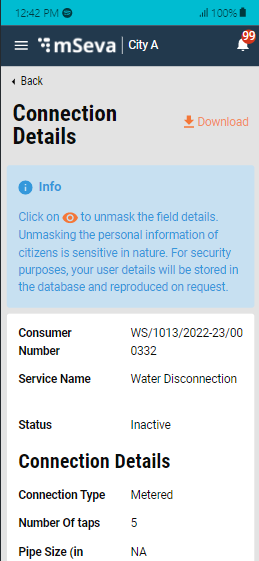 12:42 PM
100%
mSeva | City A
99
Back
Connection
Details
Download
Info
Click on to unmask the field details.
Unmasking the personal information of
citizens is sensitive in nature. For security
purposes, your user details will be stored in
the database and reproduced on request.
Consumer WS/1013/2022-23/00
Number 0332
Service Name Water Disconnection
Status Inactive
Connection Details
Connection Type Metered
Number Of taps 5
Pipe Size (in NA